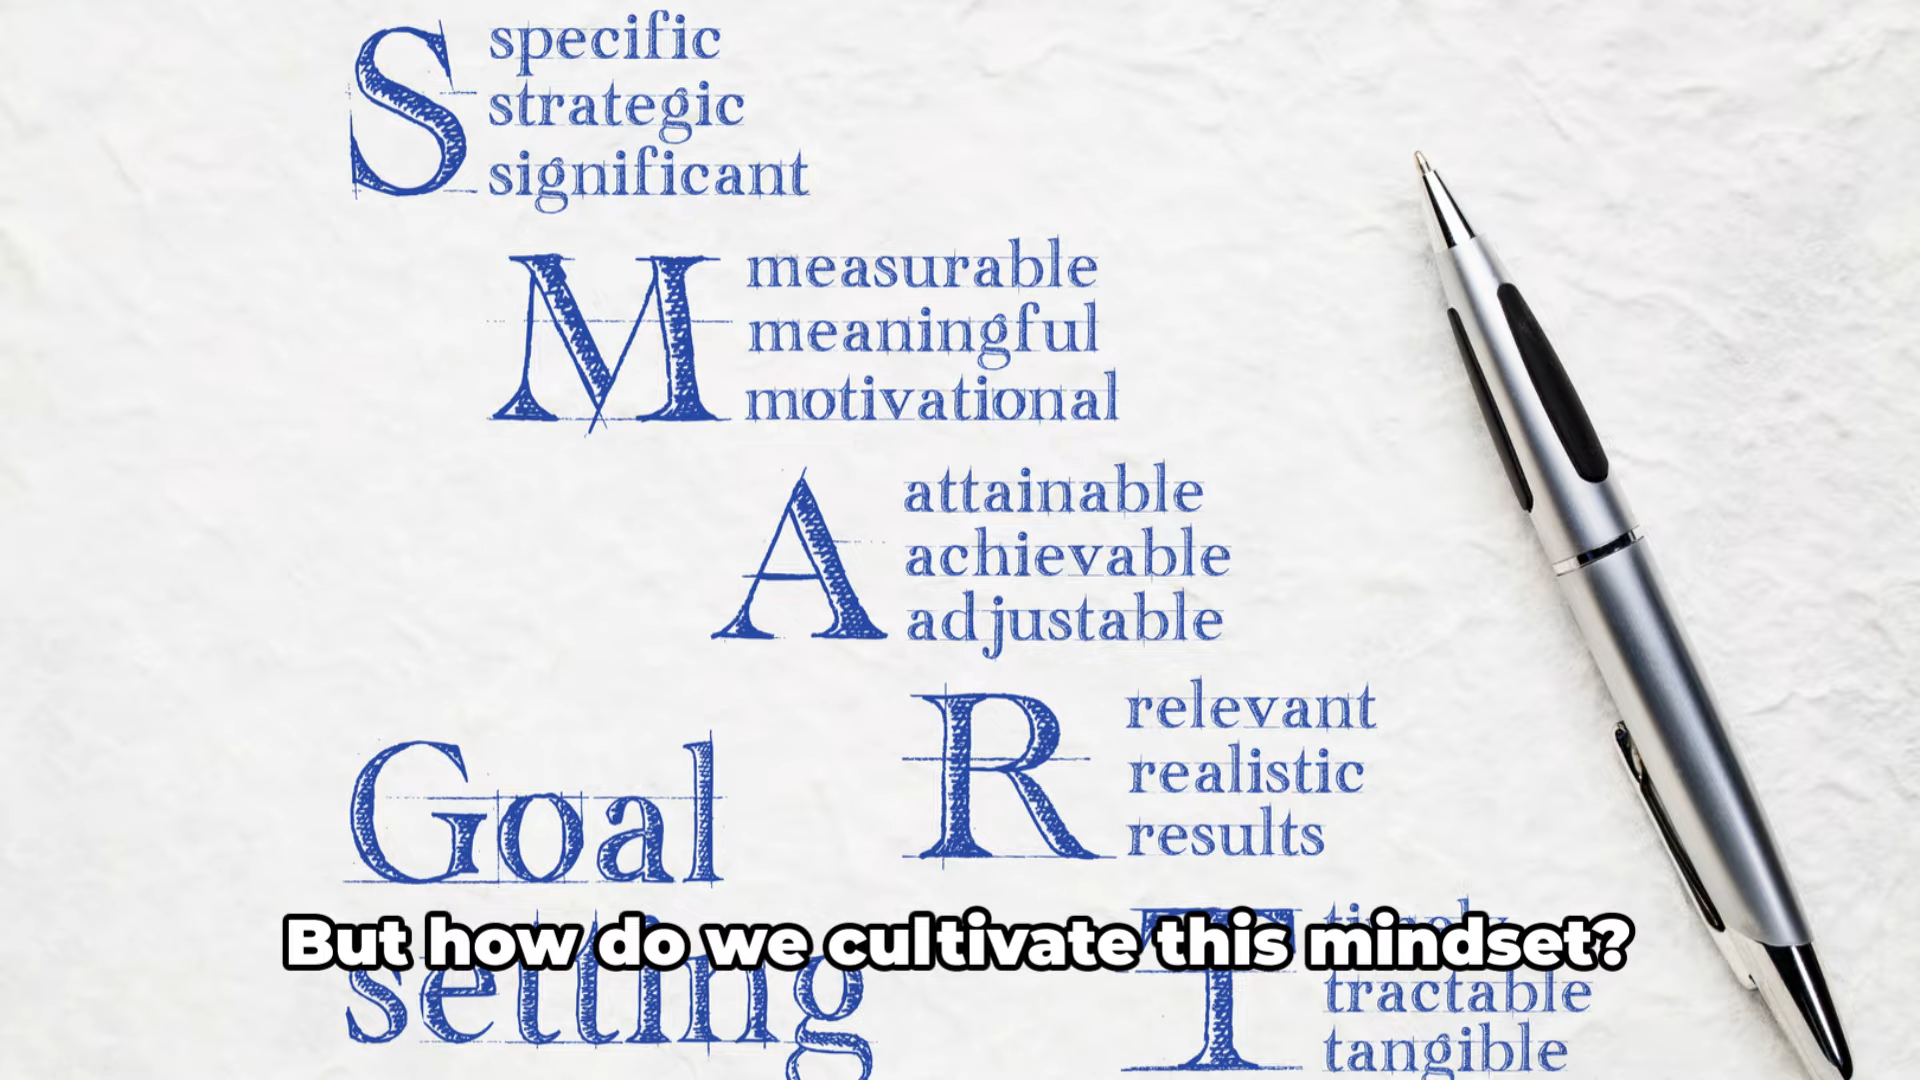 S
specific
strategic
significant
M
measurable
meaningful
motivational
A
attainable
achievable
adjustable
R
relevant
realistic
results
Goal
setting
T
timely
tractable
tangible
But how do we cultivate this mindset?